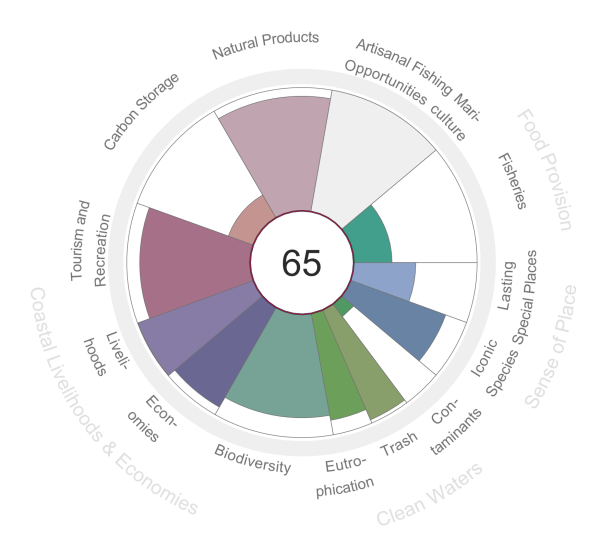 Natural Products
Artisanal Fishing
Opportunities
Mari-
culture
Food Provision
Carbon Storage
Fisheries
Tourism and
Recreation
65
Lasting
Special Places
Iconic
Species
Sense of Place
Liveli-
hoods
Coastal Livelihoods & Economies
Econ-
omies
Con-
taminants
Trash
Biodiversity
Eutro-
phication
Clean Waters